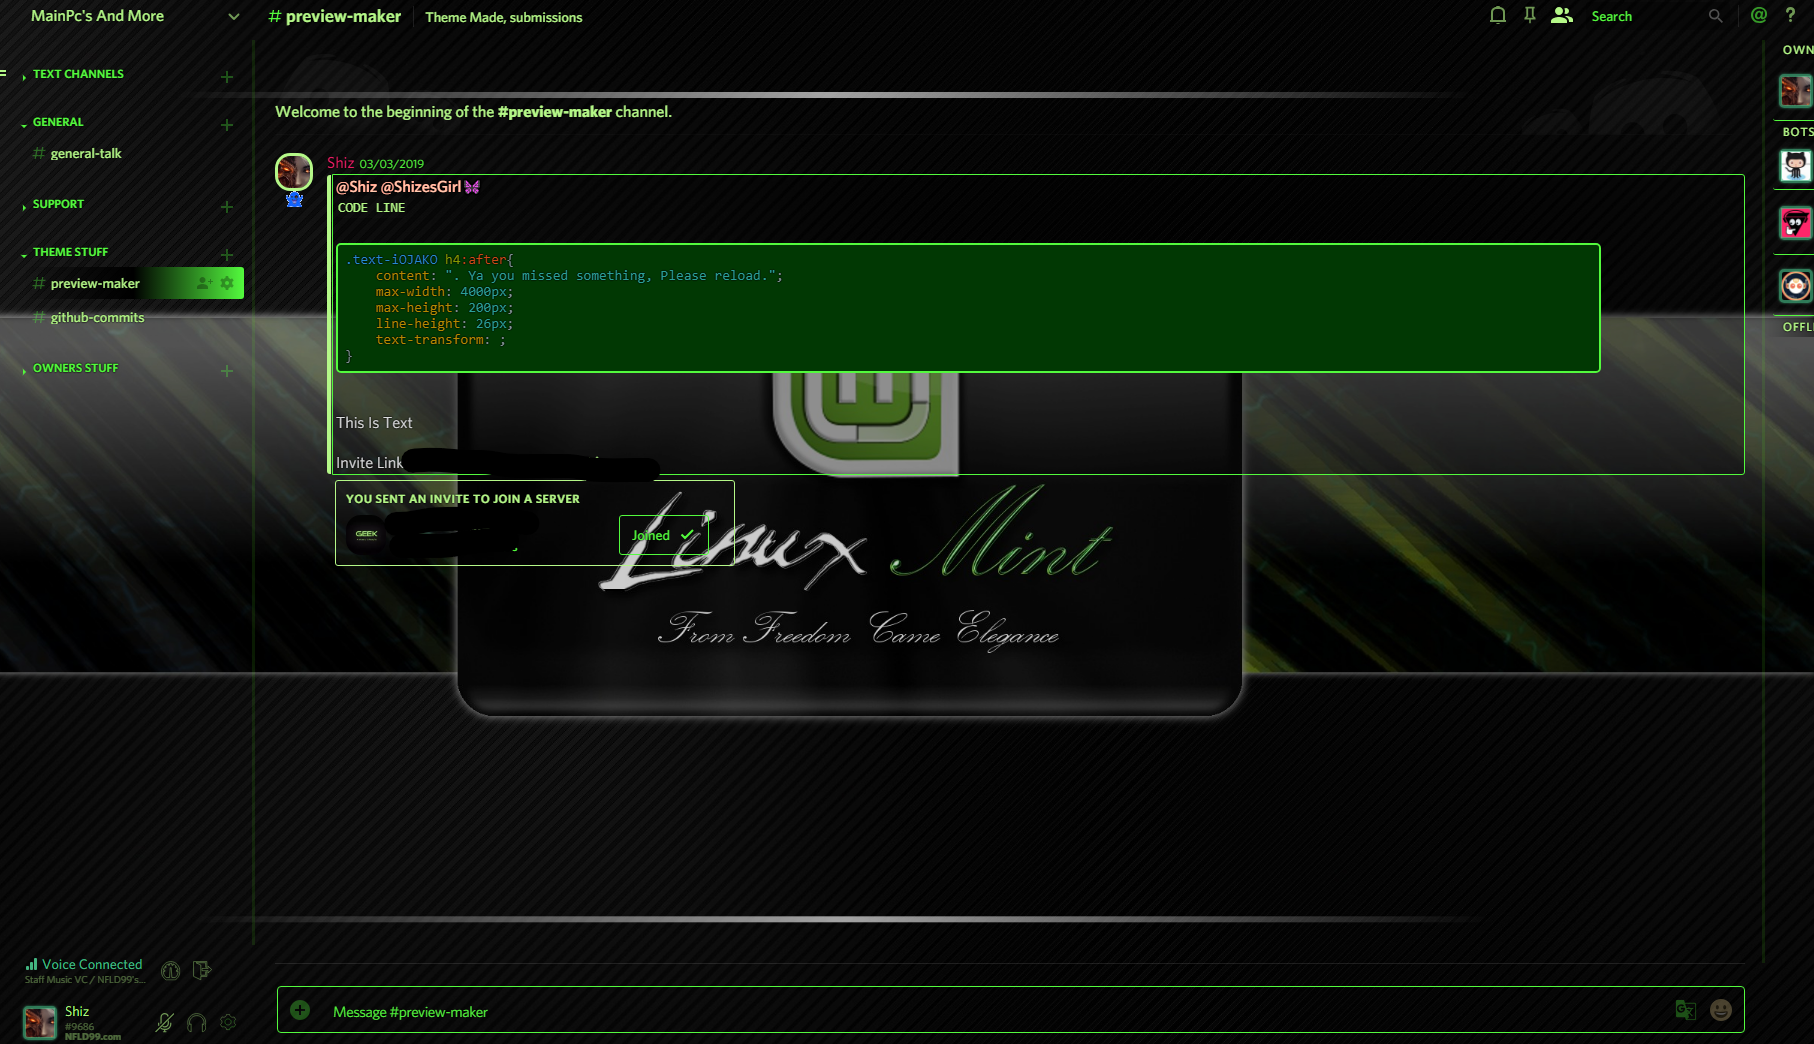 MainPc's And More
# preview-maker
Theme Made, submissions
Search
@
?
TEXT CHANNELS
GENERAL
# general-talk
SUPPORT
THEME STUFF
# preview-maker
# github-commits
OWNERS STUFF
Welcome to the beginning of the #preview-maker channel.
Shiz 03/03/2019
@Shiz @ShizesGirl
CODE LINE
.text-iOJAKO h4:after{
content: ". Ya you missed something, Please reload.";
max-width: 4000px;
max-height: 200px;
line-height: 26px;
text-transform: ;
}
This Is Text
Invite Link
YOU SENT AN INVITE TO JOIN A SERVER
GEEK
Joined
Linux Mint
From Freedom Came Elegance
OWN
BOTS
OFFL
Voice Connected
Staff Music VC / NFLD99's...
Shiz
#9686
NFLD99.com
Message #preview-maker